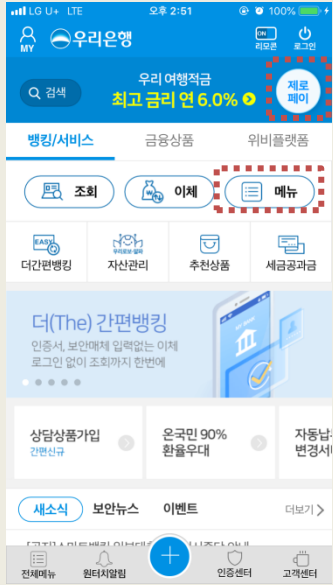 LG U+ LTE 오후 2:51 100%
MY 우리은행 ON 리모콘 로그인
검색
우리 여행적금
최고 금리 연 6.0%
제로
페이
뱅킹/서비스 금융상품 위비플랫폼
조회 이체 메뉴
EASY
더간편뱅킹 자산관리 추천상품 세금공과금
더(The) 간편뱅킹
인증서, 보안매체 입력없는 이체
로그인 없이 조회까지 한번에
상담상품가입
간편신규
온국민 90%
환율우대
자동납
변경서
새소식 보안뉴스 이벤트 더보기
전체메뉴 원터치알림 인증센터 고객센터